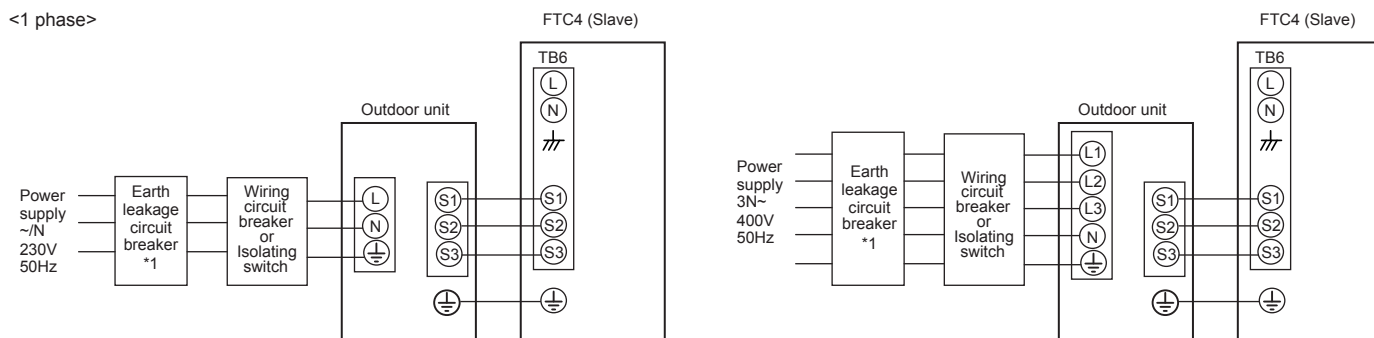 <1 phase>
FTC4 (Slave)
TB6
L
N
Outdoor unit
Power
supply
~/N
230V
50Hz
Earth
leakage
circuit
breaker
*1
Wiring
circuit
breaker
or
Isolating
switch
L
N
S1
S2
S3
S1
S2
S3
FTC4 (Slave)
TB6
L
N
Outdoor unit
Power
supply
3N~
400V
50Hz
Earth
leakage
circuit
breaker
*1
Wiring
circuit
breaker
or
Isolating
switch
L1
L2
L3
N
S1
S2
S3
S1
S2
S3